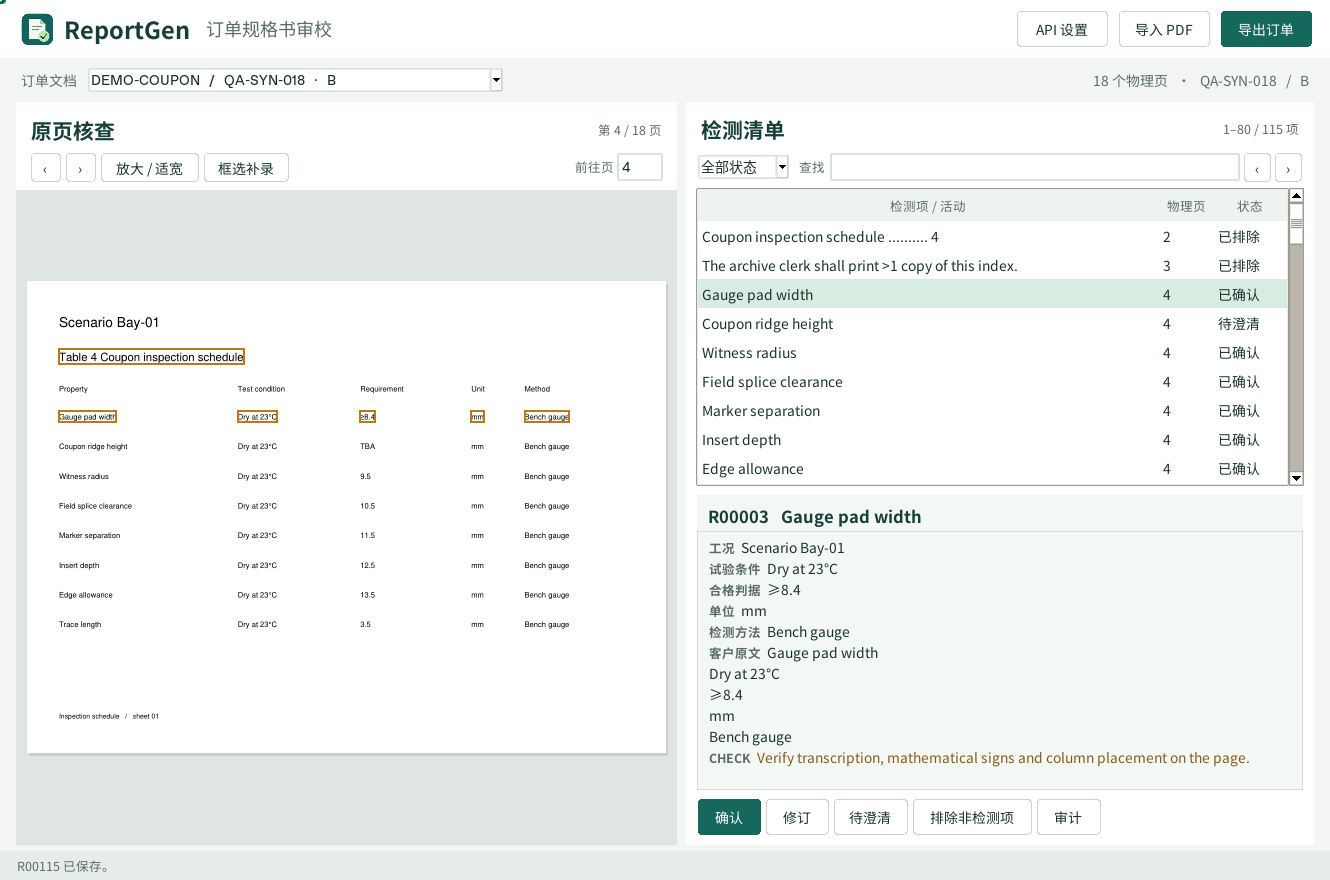 ReportGen 订单规格书审校
API 设置 导入 PDF 导出订单
订单文档 DEMO-COUPON / QA-SYN-018 · B
18 个物理页 · QA-SYN-018 / B
原页核查
第 4 / 18 页
‹ › 放大 / 适宽 框选补录
前往页 4
Scenario Bay-01
Table 4 Coupon inspection schedule
Property Test condition Requirement Unit Method
Gauge pad width Dry at 23°C ≥8.4 mm Bench gauge
Coupon ridge height Dry at 23°C TBA mm Bench gauge
Witness radius Dry at 23°C 9.5 mm Bench gauge
Field splice clearance Dry at 23°C 10.5 mm Bench gauge
Marker separation Dry at 23°C 11.5 mm Bench gauge
Insert depth Dry at 23°C 12.5 mm Bench gauge
Edge allowance Dry at 23°C 13.5 mm Bench gauge
Trace length Dry at 23°C 3.5 mm Bench gauge
Inspection schedule / sheet 01
检测清单
1–80 / 115 项
全部状态 查找 ‹ ›
检测项 / 活动 物理页 状态
Coupon inspection schedule .......... 4 2 已排除
The archive clerk shall print >1 copy of this index. 3 已排除
Gauge pad width 4 已确认
Coupon ridge height 4 待澄清
Witness radius 4 已确认
Field splice clearance 4 已确认
Marker separation 4 已确认
Insert depth 4 已确认
Edge allowance 4 已确认
R00003 Gauge pad width
工况 Scenario Bay-01
试验条件 Dry at 23°C
合格判据 ≥8.4
单位 mm
检测方法 Bench gauge
客户原文 Gauge pad width
Dry at 23°C
≥8.4
mm
Bench gauge
CHECK Verify transcription, mathematical signs and column placement on the page.
确认 修订 待澄清 排除非检测项 审计
R00115 已保存。